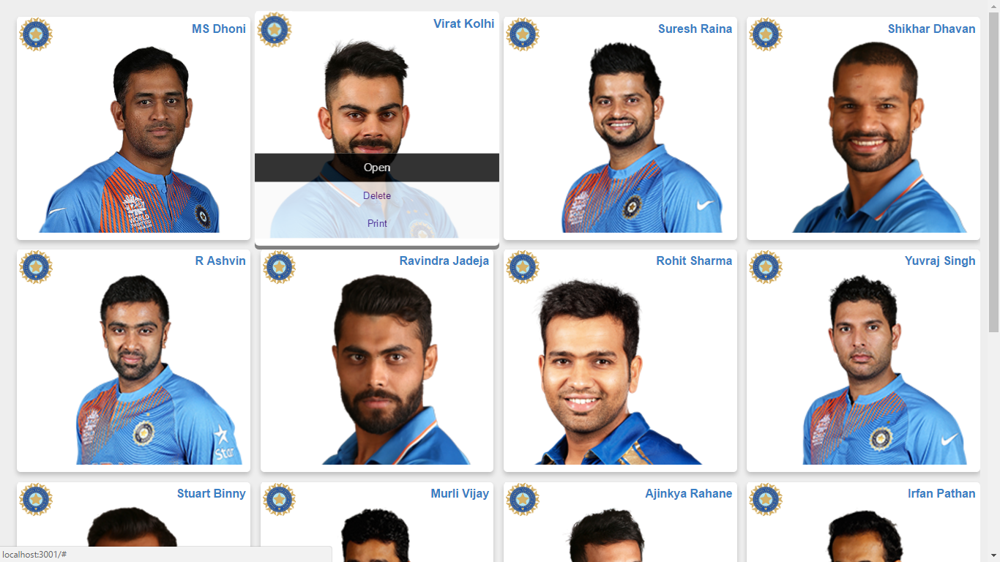 MS Dhoni
Virat Kolhi
Suresh Raina
Shikhar Dhavan
WORLD
Open
Delete
Print
R Ashvin
Ravindra Jadeja
Rohit Sharma
Yuvraj Singh
Star
Stuart Binny
Murli Vijay
Ajinkya Rahane
Irfan Pathan
localhost:3001/#